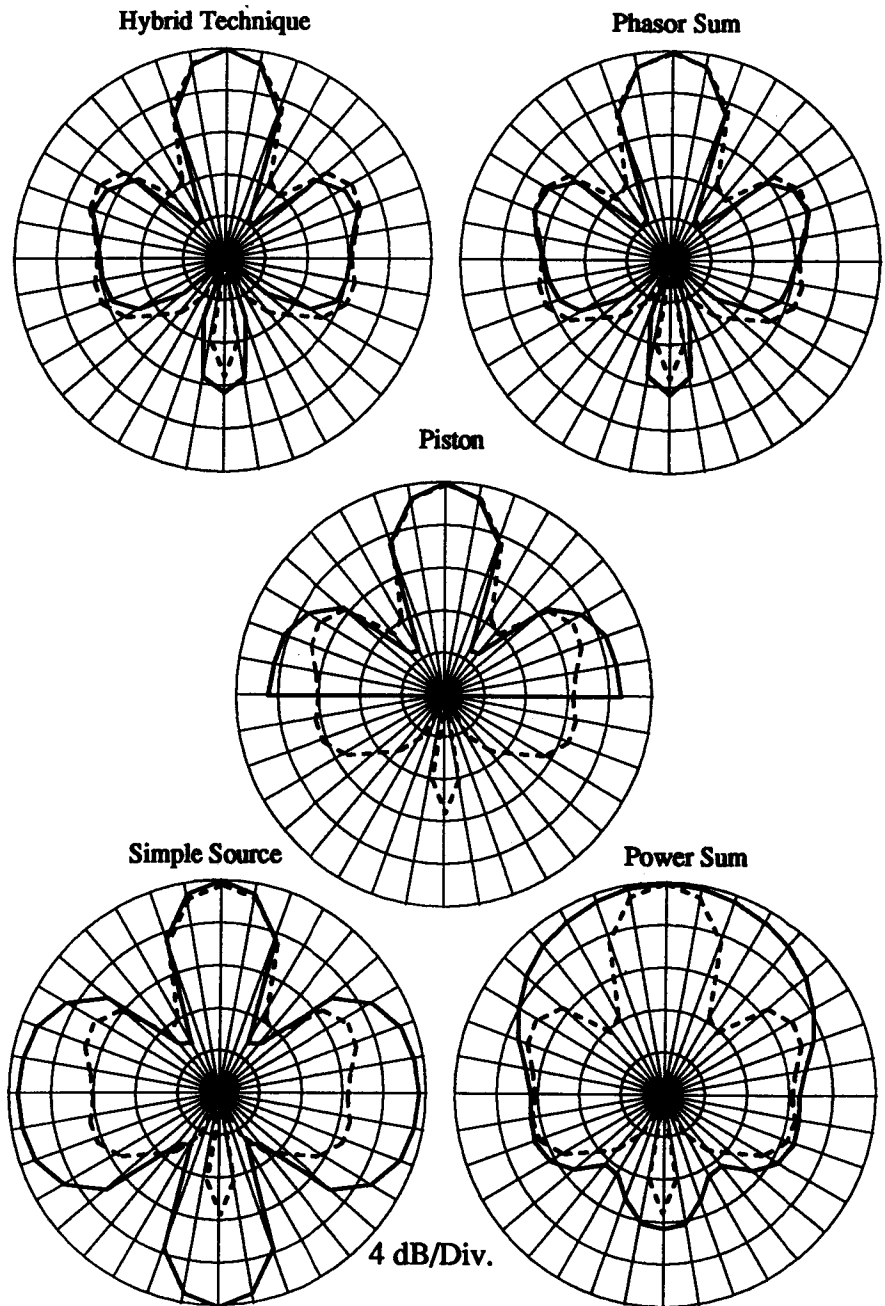 Hybrid Technique
Phasor Sum
Piston
Simple Source
Power Sum
4 dB/Div.